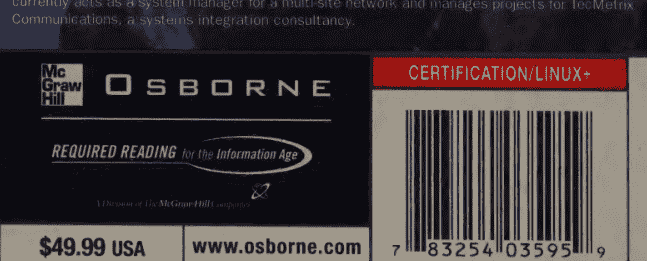 currently acts as a system manager for a multi-site network and manages projects for TecMetrix
Communications, a systems integration consultancy.
Mc
Graw
Hill
OSBORNE
REQUIRED READING for the Information Age
A Division of The McGraw-Hill Companies
$49.99 USA
www.osborne.com
CERTIFICATION/LINUX+
7 83254 03595 9